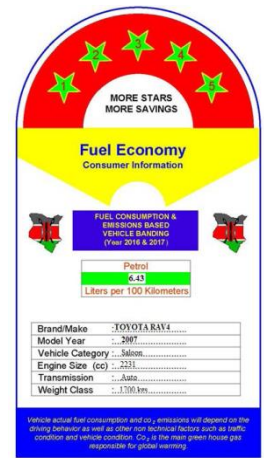 1 2 3 4 5
MORE STARS
MORE SAVINGS
Fuel Economy
Consumer Information
FUEL CONSUMPTION &
EMISSIONS BASED
VEHICLE BANDING
(Year 2016 & 2017)
Petrol
6.43
Liters per 100 Kilometers
Brand/Make : TOYOTA RAV4
Model Year : 2007
Vehicle Category : Saloon
Engine Size (cc) : 2231
Transmission : Auto
Weight Class : 1700 kgs
Vehicle actual fuel consumption and co2 emissions will depend on the
driving behavior as well as other non technical factors such as traffic
condition and vehicle condition. Co2 is the main green house gas
responsible for global warming.